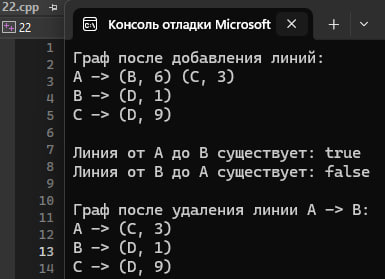 22.cpp
22
Консоль отладки Microsoft
1
2
3
4
5
6
7
8
9
10
11
12
13
14
Граф после добавления линий:
A -> (B, 6) (C, 3)
B -> (D, 1)
C -> (D, 9)
Линия от A до B существует: true
Линия от B до A существует: false
Граф после удаления линии A -> B:
A -> (C, 3)
B -> (D, 1)
C -> (D, 9)